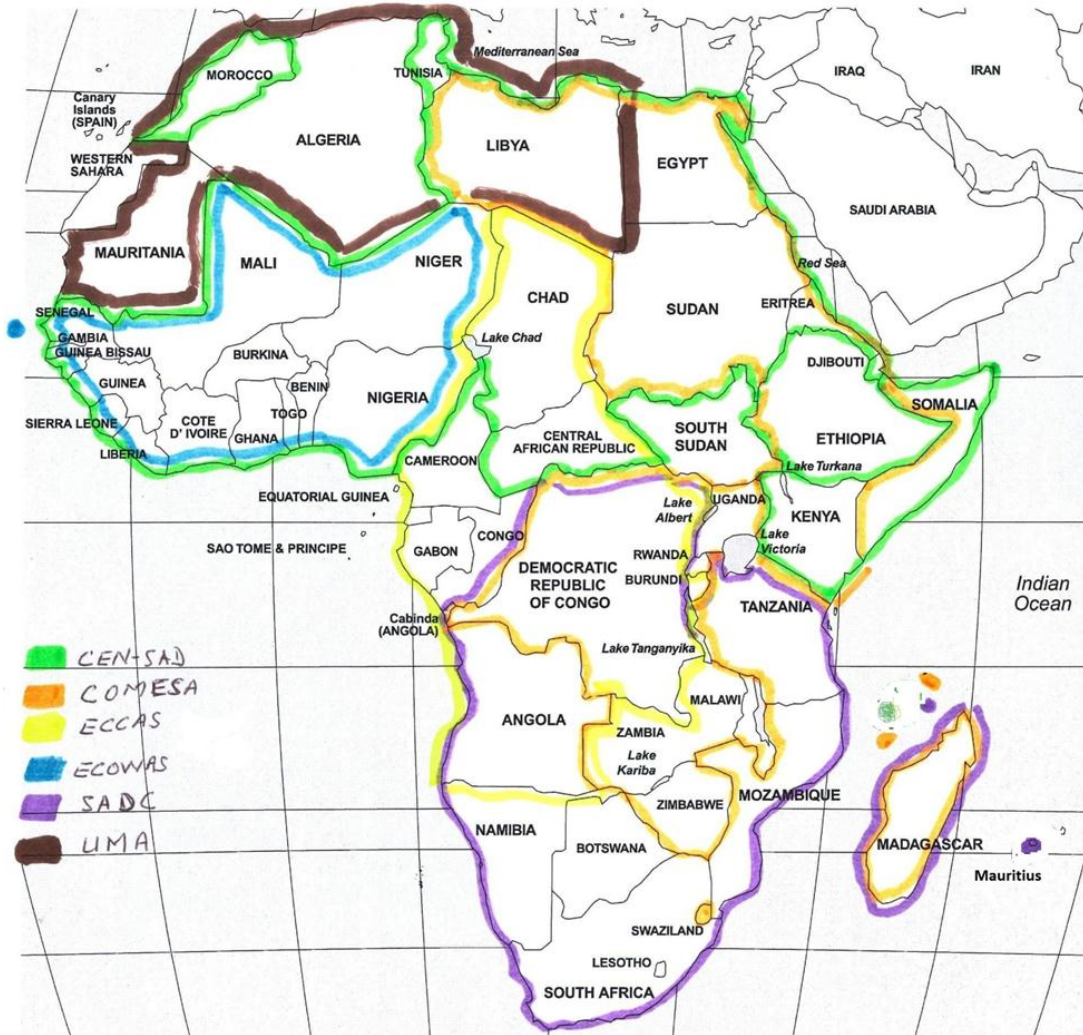 Mediterranean Sea
MOROCCO
TUNISIA
IRAQ
IRAN
Canary
Islands
(SPAIN)
ALGERIA
LIBYA
EGYPT
WESTERN
SAHARA
SAUDI ARABIA
MAURITANIA
MALI
NIGER
Red Sea
CHAD
SUDAN
ERITREA
SENEGAL
GAMBIA
GUINEA BISSAU
Lake Chad
BURKINA
DJIBOUTI
GUINEA
BENIN
NIGERIA
SOMALIA
SIERRA LEONE
COTE
D' IVOIRE
TOGO
GHANA
LIBERIA
CENTRAL
AFRICAN REPUBLIC
SOUTH
SUDAN
ETHIOPIA
CAMEROON
Lake Turkana
EQUATORIAL GUINEA
Lake
Albert
UGANDA
KENYA
SAO TOME & PRINCIPE
GABON
CONGO
Lake
Victoria
RWANDA
BURUNDI
DEMOCRATIC
REPUBLIC
OF CONGO
TANZANIA
Indian
Ocean
Cabinda
(ANGOLA)
Lake Tanganyika
CEN-SAD
COMESA
ECCAS
ECOWAS
SADC
UMA
ANGOLA
MALAWI
ZAMBIA
Lake
Kariba
ZIMBABWE
MOZAMBIQUE
NAMIBIA
BOTSWANA
MADAGASCAR
Mauritius
SWAZILAND
LESOTHO
SOUTH AFRICA